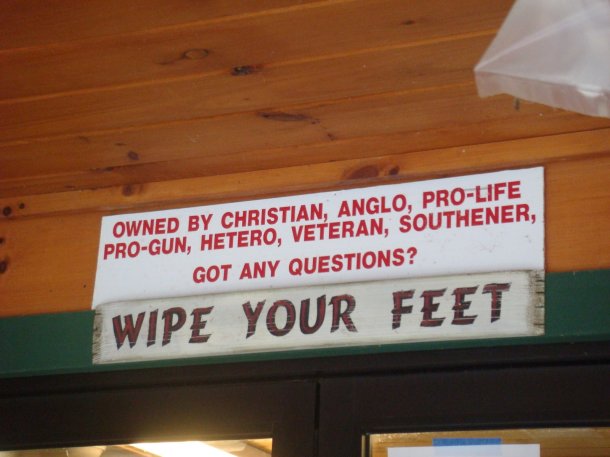 OWNED BY CHRISTIAN, ANGLO, PRO-LIFE
PRO-GUN, HETERO, VETERAN, SOUTHENER,
GOT ANY QUESTIONS?
WIPE YOUR FEET